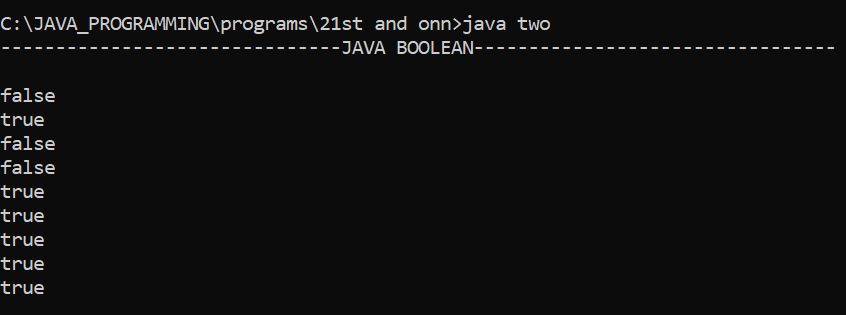 C:\JAVA_PROGRAMMING\programs\21st and onn>java two
-------------------------------JAVA BOOLEAN---------------------------------
false
true
false
false
true
true
true
true
true